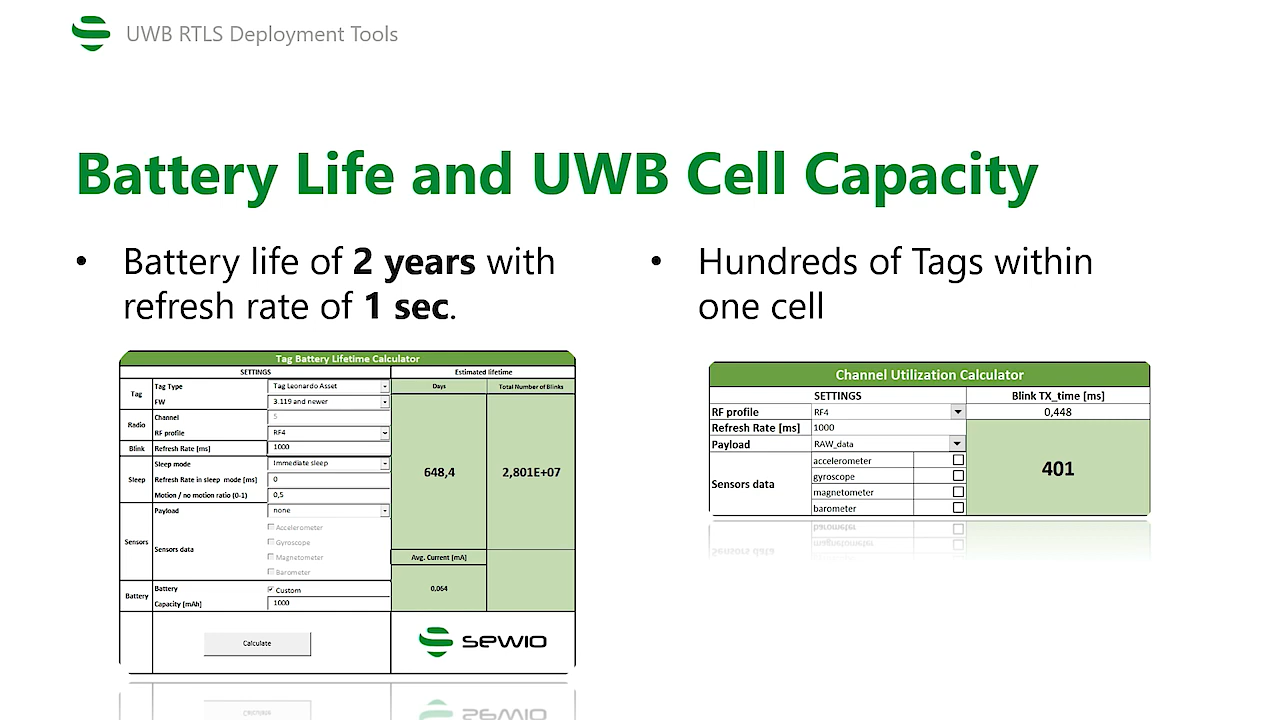 UWB RTLS Deployment Tools
Battery Life and UWB Cell Capacity
• Battery life of 2 years with
refresh rate of 1 sec.
Tag Battery Lifetime Calculator
SETTINGS
Estimated lifetime
Tag
Tag Type
Tag Leonardo Asset
Days
Total Number of Blinks
FW
3.119 and newer
Radio
Channel
5
RF profile
RF4
Blink
Refresh Rate [ms]
1000
Sleep
Sleep mode
Immediate sleep
648,4
2,801E+07
Refresh Rate in sleep mode [ms]
0
Motion / no motion ratio (0-1)
0,5
Sensors
Payload
none
Sensors data
Accelerometer
Gyroscope
Magnetometer
Barometer
Avg. Current [mA]
0,064
Battery
Battery
Custom
Capacity [mAh]
1000
Calculate
sewio
• Hundreds of Tags within
one cell
Channel Utilization Calculator
SETTINGS
Blink TX_time [ms]
RF profile
RF4
0,448
Refresh Rate [ms]
1000
Payload
RAW_data
401
Sensors data
accelerometer
gyroscope
magnetometer
barometer